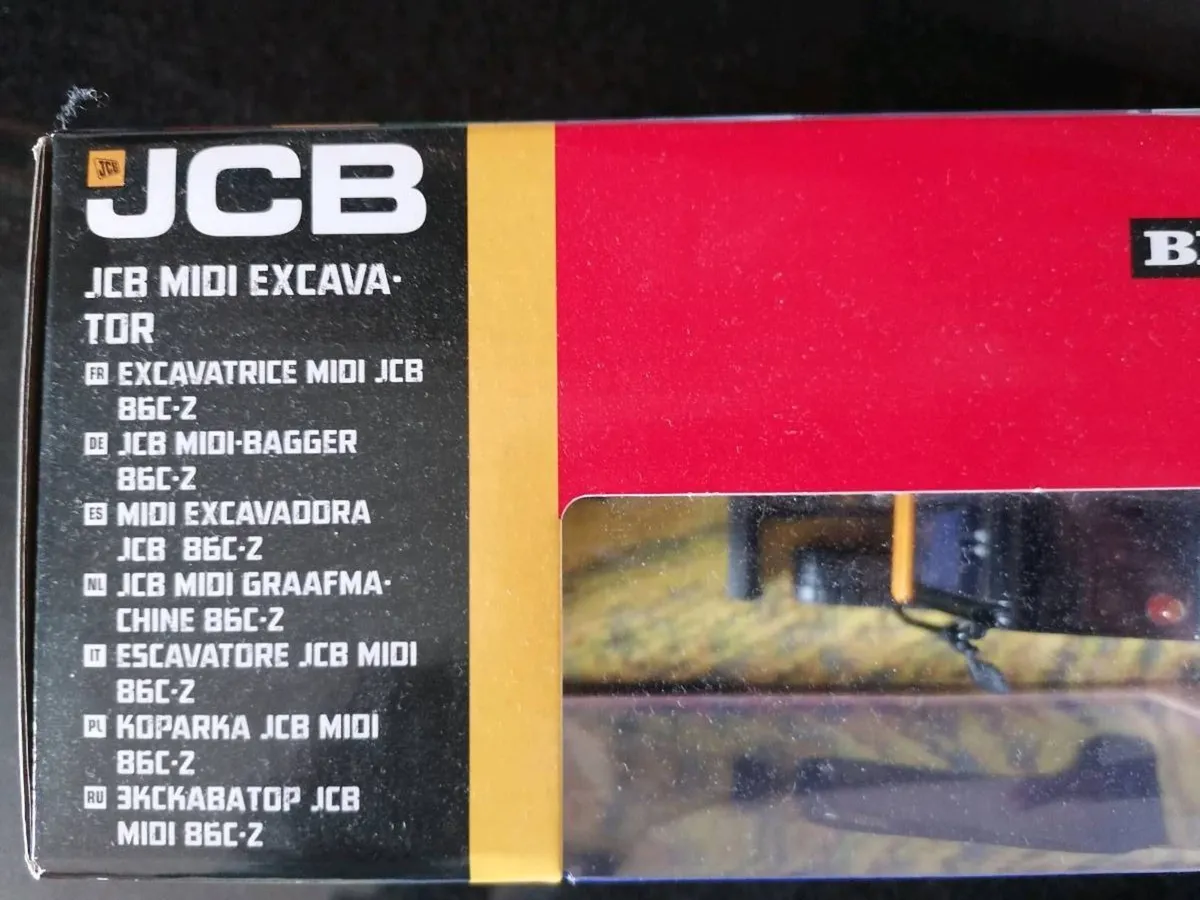 JCB
JCB
JCB MIDI EXCAVA-
TOR
FR EXCAVATRICE MIDI JCB
86C-2
DE JCB MIDI-BAGGER
86C-2
ES MIDI EXCAVADORA
JCB 86C-2
NL JCB MIDI GRAAFMA-
CHINE 86C-2
IT ESCAVATORE JCB MIDI
86C-2
PL KOPARKA JCB MIDI
86C-2
RU ЭКСКАВАТОР JCB
MIDI 86C-2